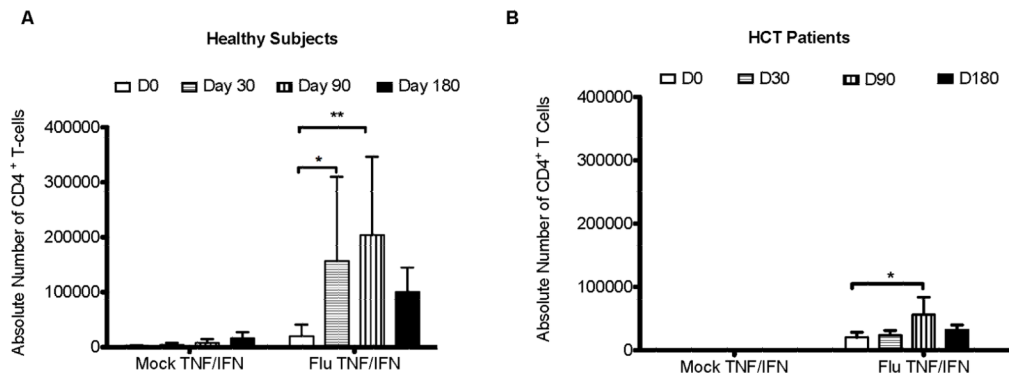 A
Healthy Subjects
D0 Day 30 Day 90 Day 180
Absolute Number of CD4⁺ T-cells
400000
300000
200000
100000
0
**
*
Mock TNF/IFN Flu TNF/IFN
B
HCT Patients
D0 D30 D90 D180
Absolute Number of CD4⁺ T Cells
400000
300000
200000
100000
0
*
Mock TNF/IFN Flu TNF/IFN